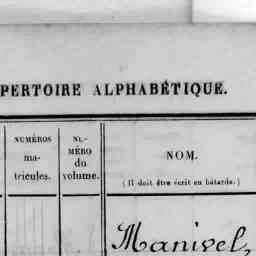 PERTOIRE ALPHABÉTIQUE.
NUMÉROS
ma-
tricules.
NU-
MÉRO
du
volume.
NOM.
(Il doit être écrit en bâtarde.)
Manivel,